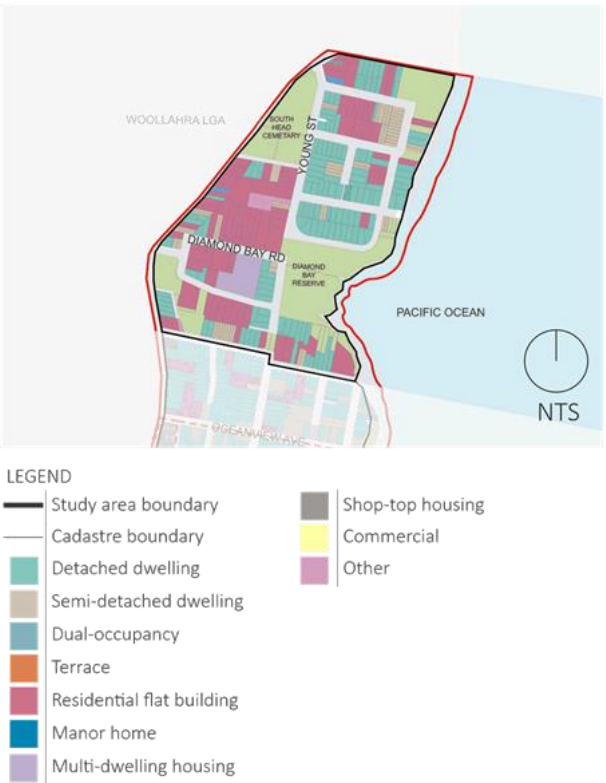 WOOLLAHRA LGA
SOUTH
HEAD
CEMETARY
YOUNG ST
DIAMOND BAY RD
DIAMOND
BAY
RESERVE
PACIFIC OCEAN
OCEANVIEW AVE
NTS
LEGEND
Study area boundary
Cadastre boundary
Detached dwelling
Semi-detached dwelling
Dual-occupancy
Terrace
Residential flat building
Manor home
Multi-dwelling housing
Shop-top housing
Commercial
Other